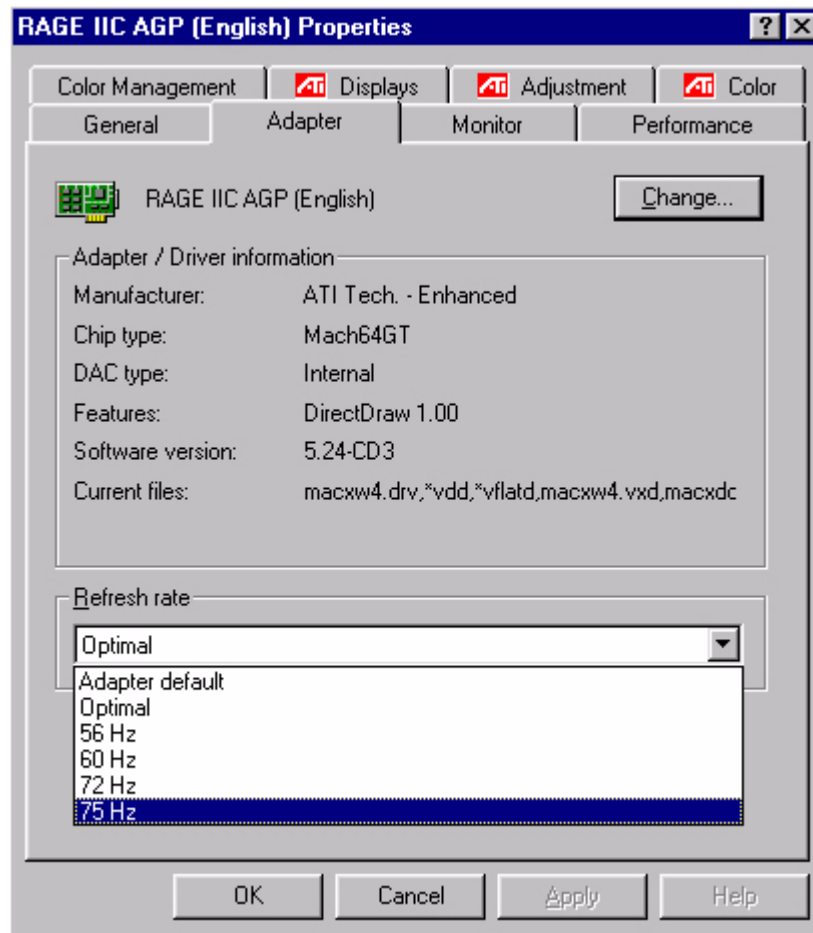 RAGE IIC AGP (English) Properties
Color Management ATI Displays ATI Adjustment ATI Color
General Adapter Monitor Performance
RAGE IIC AGP (English) Change...
Adapter / Driver information
Manufacturer: ATI Tech. - Enhanced
Chip type: Mach64GT
DAC type: Internal
Features: DirectDraw 1.00
Software version: 5.24-CD3
Current files: macxw4.drv,*vdd,*vflatd,macxw4.vxd,macxdc
Refresh rate
Optimal
Adapter default
Optimal
56 Hz
60 Hz
72 Hz
75 Hz
OK Cancel Apply Help